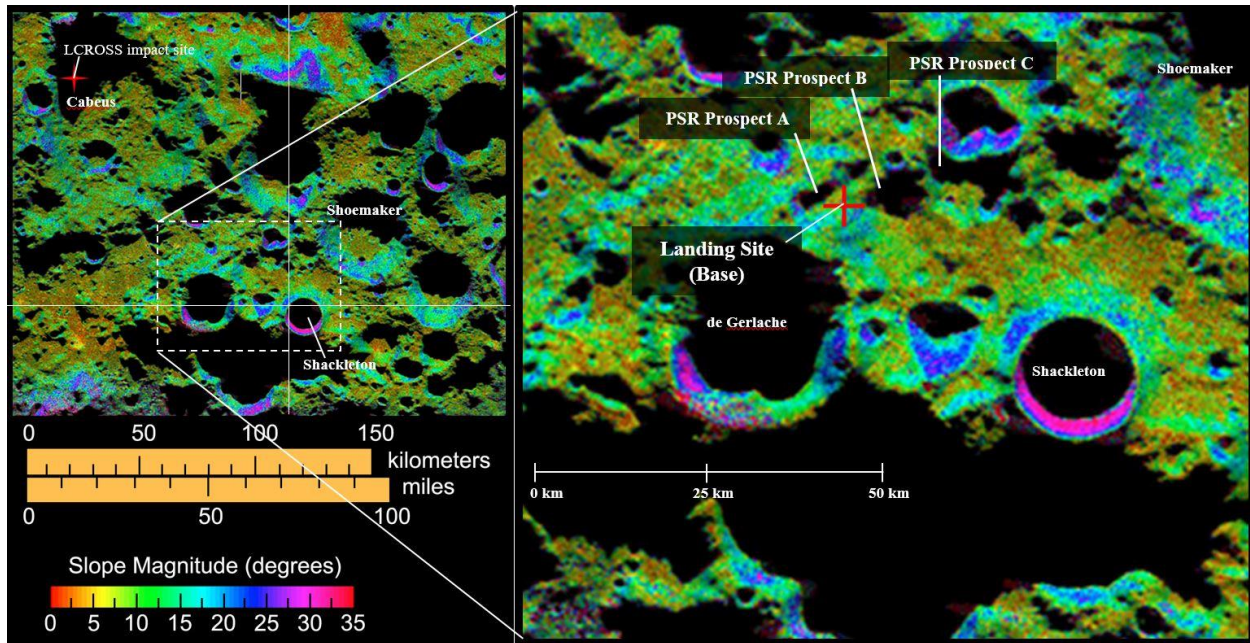 LCROSS impact site
Cabeus
Shoemaker
Shackleton
0 50 100 150
kilometers
miles
0 50 100
Slope Magnitude (degrees)
0 5 10 15 20 25 30 35
PSR Prospect C
Shoemaker
PSR Prospect B
PSR Prospect A
Landing Site
(Base)
de Gerlache
Shackleton
0 km 25 km 50 km